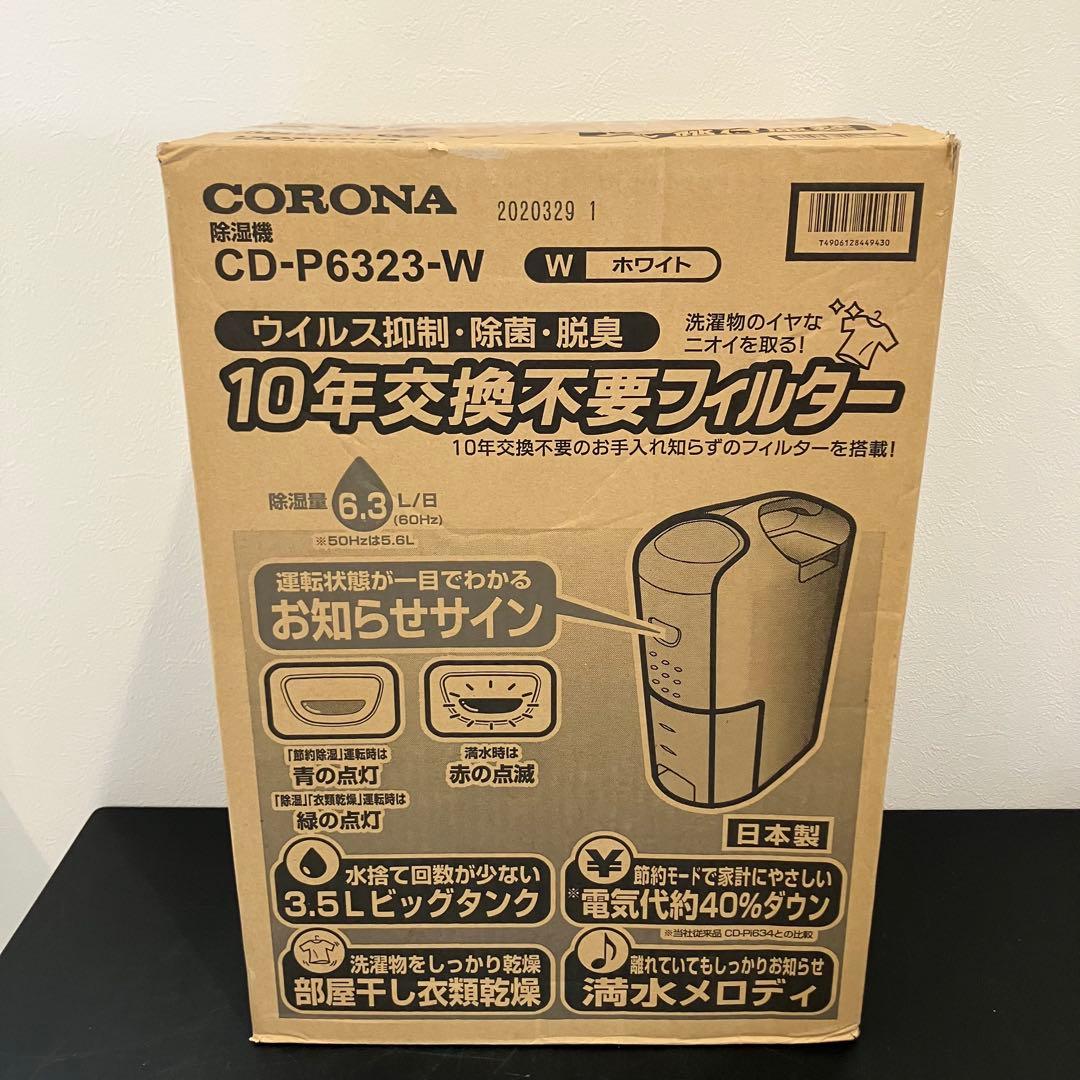 CORONA
2020329 1
T4906128449430
除湿機
CD-P6323-W
W ホワイト
ウイルス抑制・除菌・脱臭
洗濯物のイヤな
ニオイを取る!
10年交換不要フィルター
10年交換不要のお手入れ知らずのフィルターを搭載!
除湿量 6.3 L/日
(60Hz)
※50Hzは5.6L
運転状態が一目でわかる
お知らせサイン
「節約除湿」運転時は
青の点灯
「除湿」「衣類乾燥」運転時は
緑の点灯
満水時は
赤の点滅
日本製
水捨て回数が少ない
3.5Lビッグタンク
¥
節約モードで家計にやさしい
※電気代約40%ダウン
※当社従来品 CD-Pi634との比較
洗濯物をしっかり乾燥
部屋干し衣類乾燥
離れていてもしっかりお知らせ
満水メロディ